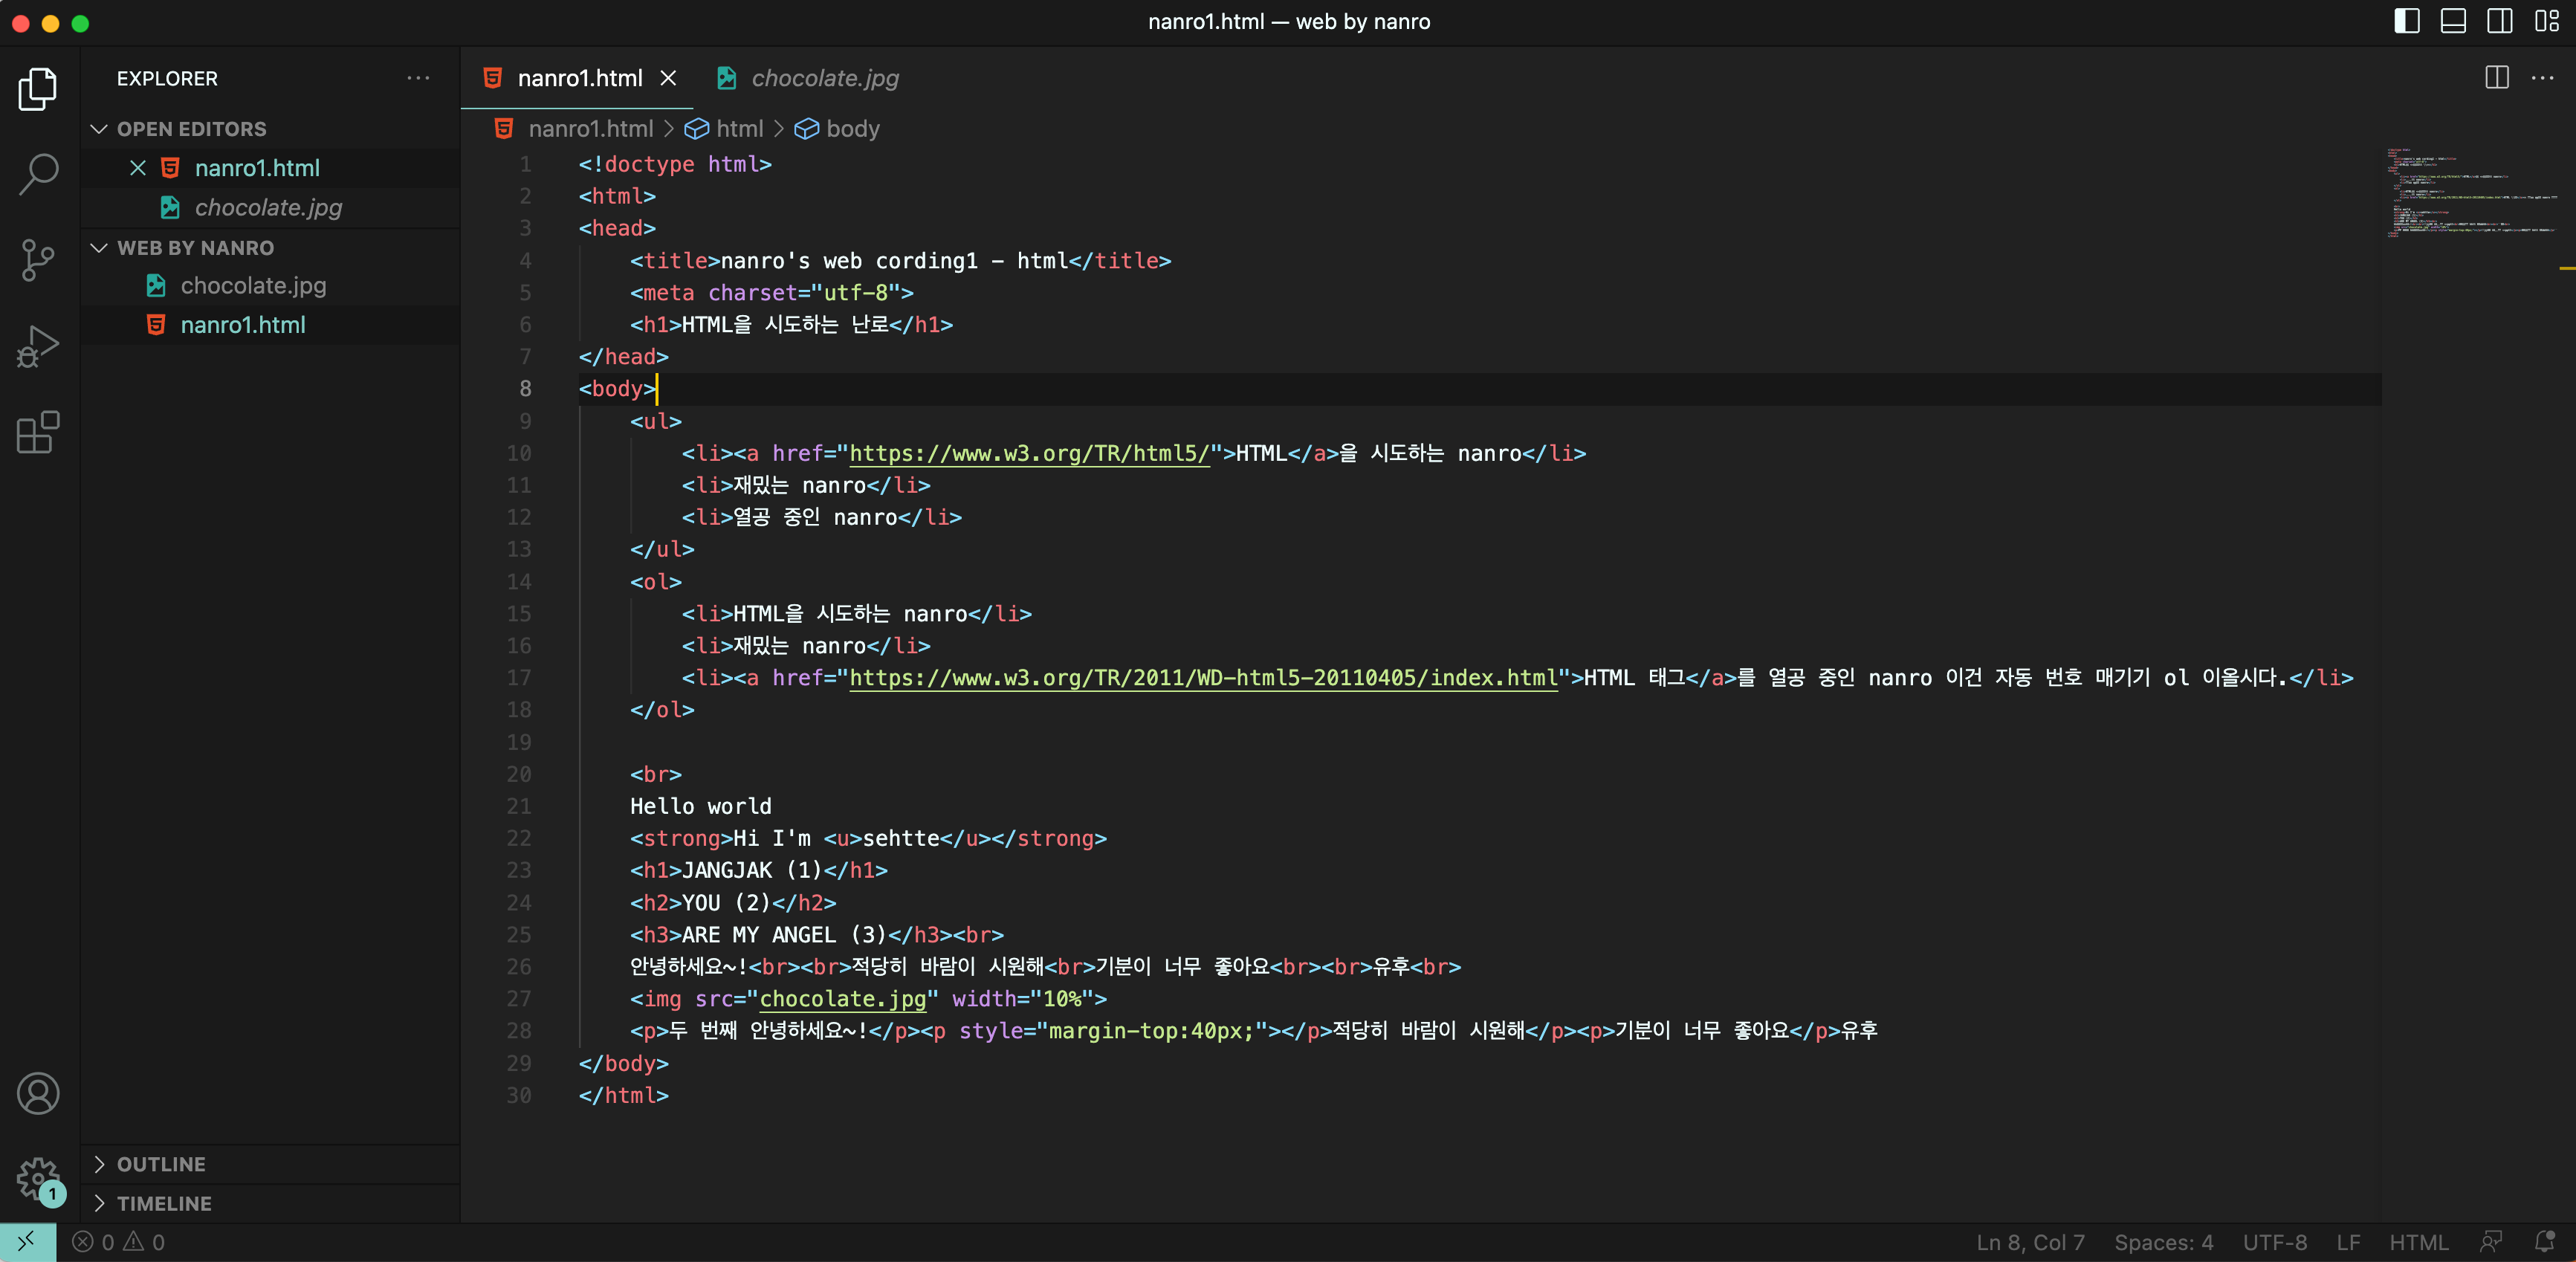 nanro1.html — web by nanro
EXPLORER
OPEN EDITORS
nanro1.html
chocolate.jpg
WEB BY NANRO
chocolate.jpg
nanro1.html
OUTLINE
TIMELINE
nanro1.html
chocolate.jpg
nanro1.html > html > body
1 <!doctype html>
2 <html>
3 <head>
4 <title>nanro's web cording1 - html</title>
5 <meta charset="utf-8">
6 <h1>HTML을 시도하는 난로</h1>
7 </head>
8 <body>
9 <ul>
10 <li><a href="https://www.w3.org/TR/html5/">HTML</a>을 시도하는 nanro</li>
11 <li>재밌는 nanro</li>
12 <li>열공 중인 nanro</li>
13 </ul>
14 <ol>
15 <li>HTML을 시도하는 nanro</li>
16 <li>재밌는 nanro</li>
17 <li><a href="https://www.w3.org/TR/2011/WD-html5-20110405/index.html">HTML 태그</a>를 열공 중인 nanro 이건 자동 번호 매기기 ol 이올시다.</li>
18 </ol>
19
20 <br>
21 Hello world
22 <strong>Hi I'm <u>sehtte</u></strong>
23 <h1>JANGJAK (1)</h1>
24 <h2>YOU (2)</h2>
25 <h3>ARE MY ANGEL (3)</h3><br>
26 안녕하세요~!<br><br>적당히 바람이 시원해<br>기분이 너무 좋아요<br><br>유후<br>
27 <img src="chocolate.jpg" width="10%">
28 <p>두 번째 안녕하세요~!</p><p style="margin-top:40px;"></p>적당히 바람이 시원해</p><p>기분이 너무 좋아요</p>유후
29 </body>
30 </html>
1
0 0
Ln 8, Col 7 Spaces: 4 UTF-8 LF HTML